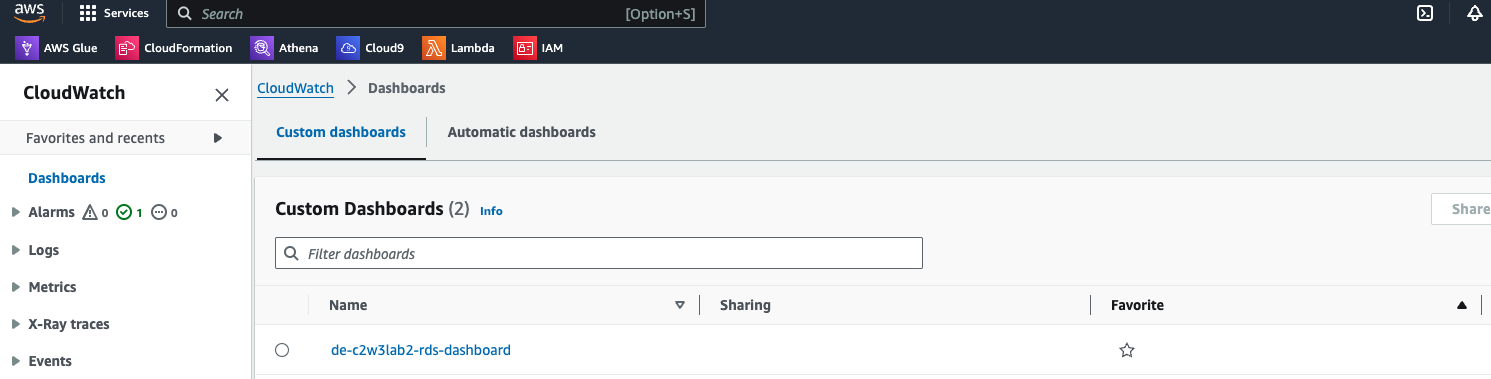 aws
Services
Search
[Option+S]
AWS Glue
CloudFormation
Athena
Cloud9
Lambda
IAM
CloudWatch
Favorites and recents
Dashboards
Alarms 0 1 0
Logs
Metrics
X-Ray traces
Events
CloudWatch Dashboards
Custom dashboards
Automatic dashboards
Custom Dashboards (2) Info
Share
Filter dashboards
Name
Sharing
Favorite
de-c2w3lab2-rds-dashboard